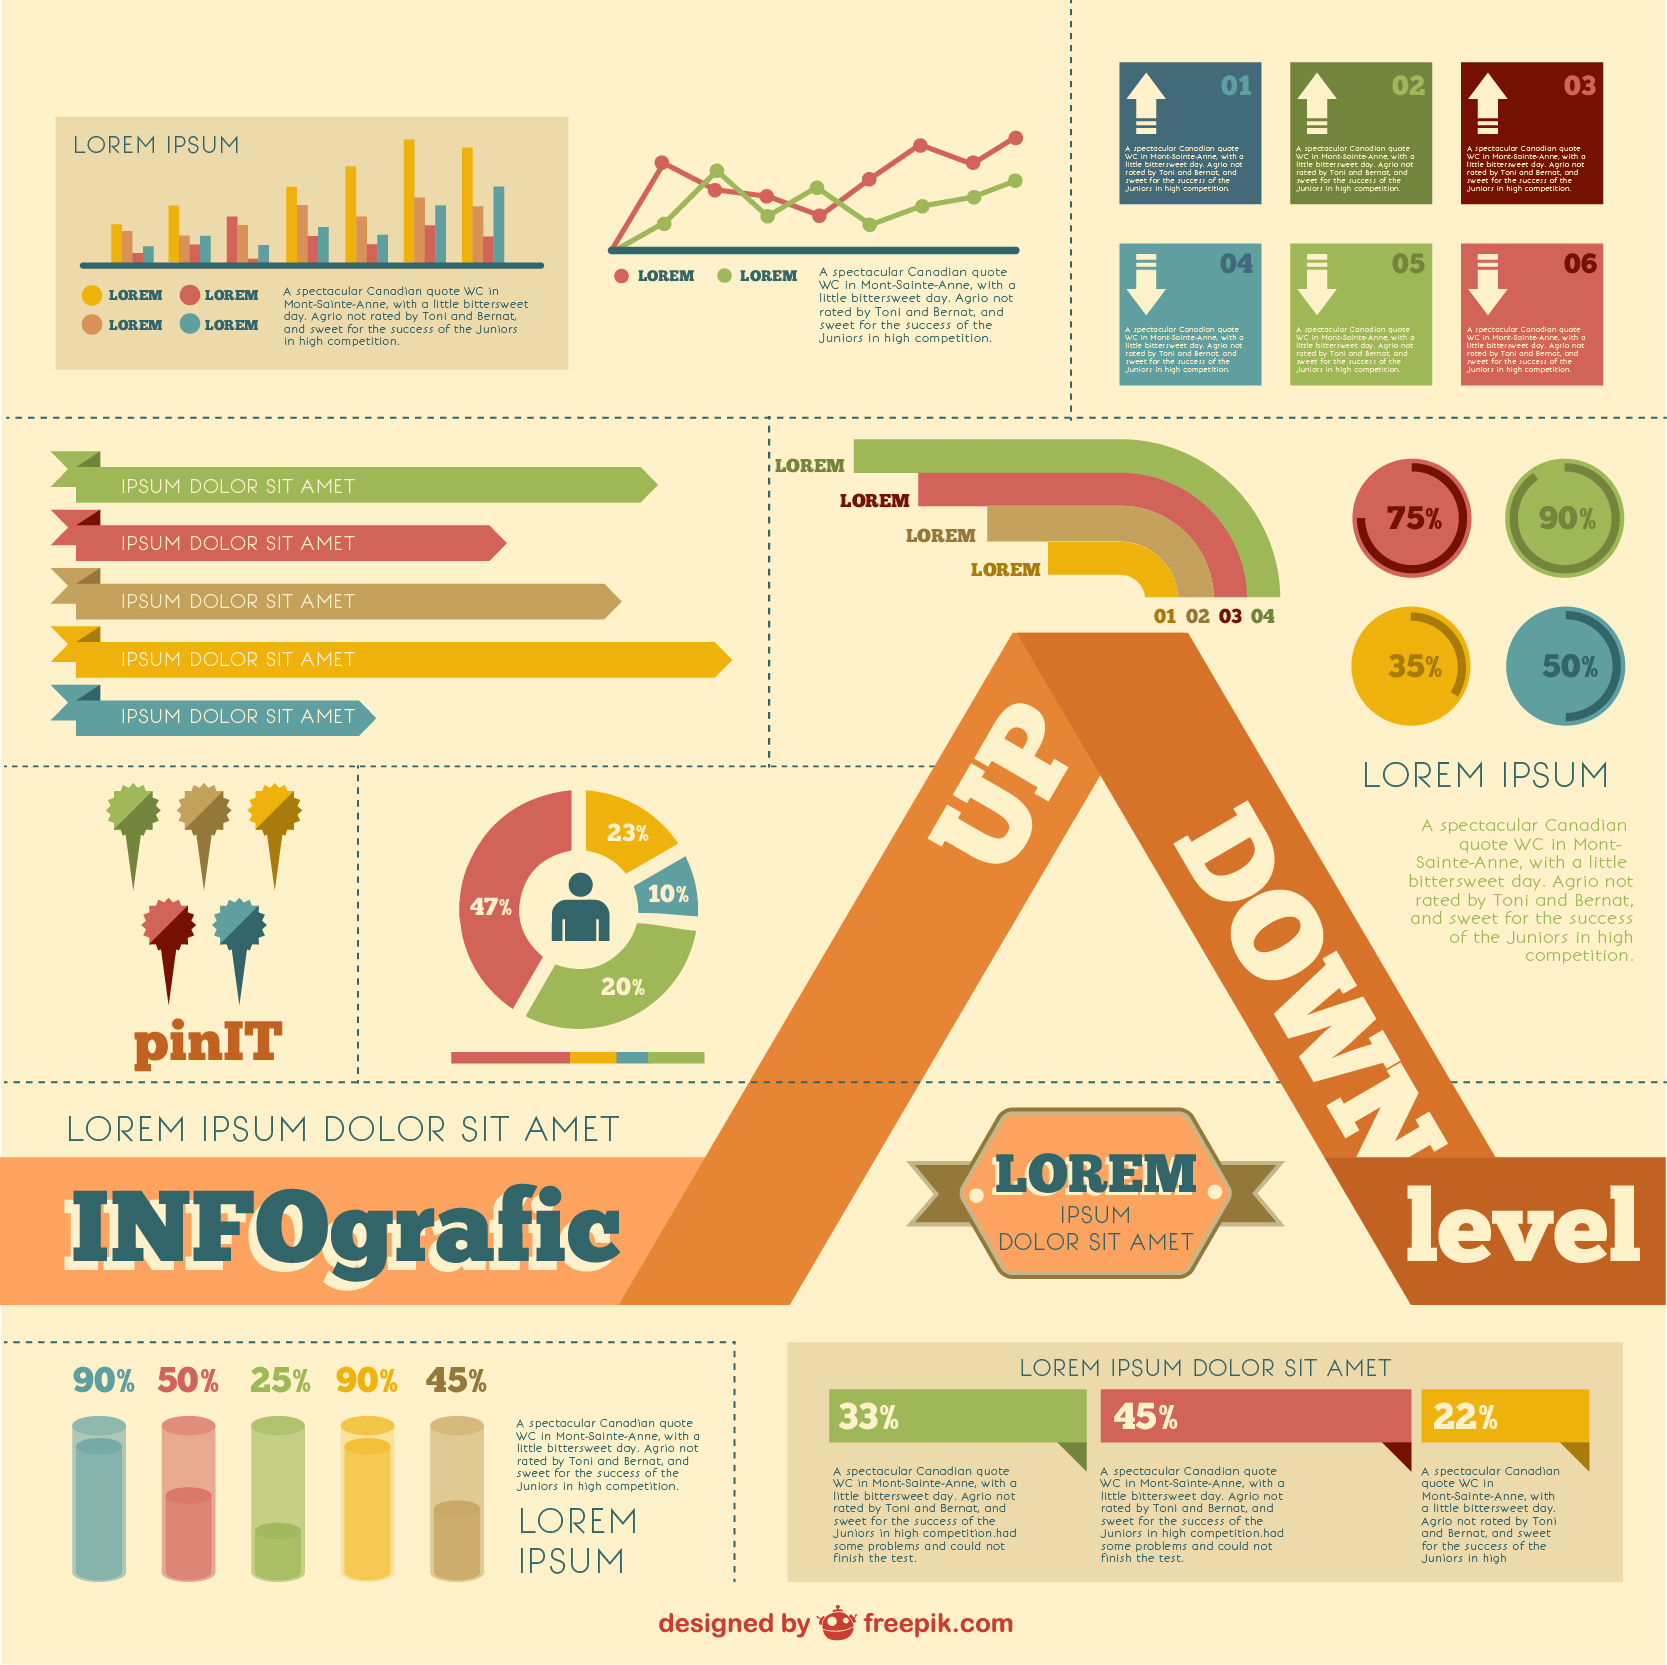 LOREM IPSUM
LOREM
LOREM
LOREM
LOREM
A spectacular Canadian quote WC in
Mont-Sainte-Anne, with a little bittersweet
day. Agrio not rated by Toni and Bernat,
and sweet for the success of the Juniors
in high competition.
LOREM
LOREM
A spectacular Canadian quote
WC in Mont-Sainte-Anne, with a
little bittersweet day. Agrio not
rated by Toni and Bernat, and
sweet for the success of the
Juniors in high competition.
01
A spectacular Canadian quote
WC in Mont-Sainte-Anne, with a
little bittersweet day. Agrio not
rated by Toni and Bernat, and
sweet for the success of the
Juniors in high competition.
02
A spectacular Canadian quote
WC in Mont-Sainte-Anne, with a
little bittersweet day. Agrio not
rated by Toni and Bernat, and
sweet for the success of the
Juniors in high competition.
03
A spectacular Canadian quote
WC in Mont-Sainte-Anne, with a
little bittersweet day. Agrio not
rated by Toni and Bernat, and
sweet for the success of the
Juniors in high competition.
04
A spectacular Canadian quote
WC in Mont-Sainte-Anne, with a
little bittersweet day. Agrio not
rated by Toni and Bernat, and
sweet for the success of the
Juniors in high competition.
05
A spectacular Canadian quote
WC in Mont-Sainte-Anne, with a
little bittersweet day. Agrio not
rated by Toni and Bernat, and
sweet for the success of the
Juniors in high competition.
06
A spectacular Canadian quote
WC in Mont-Sainte-Anne, with a
little bittersweet day. Agrio not
rated by Toni and Bernat, and
sweet for the success of the
Juniors in high competition.
IPSUM DOLOR SIT AMET
IPSUM DOLOR SIT AMET
IPSUM DOLOR SIT AMET
IPSUM DOLOR SIT AMET
IPSUM DOLOR SIT AMET
LOREM
LOREM
LOREM
LOREM
01 02 03 04
75%
90%
35%
50%
LOREM IPSUM
A spectacular Canadian
quote WC in Mont-
Sainte-Anne, with a little
bittersweet day. Agrio not
rated by Toni and Bernat,
and sweet for the success
of the Juniors in high
competition.
pinIT
23%
10%
47%
20%
UP
DOWN
LOREM IPSUM DOLOR SIT AMET
INFOgrafic
LOREM
IPSUM
DOLOR SIT AMET
level
90% 50% 25% 90% 45%
A spectacular Canadian quote
WC in Mont-Sainte-Anne, with a
little bittersweet day. Agrio not
rated by Toni and Bernat, and
sweet for the success of the
Juniors in high competition.
LOREM
IPSUM
LOREM IPSUM DOLOR SIT AMET
33%
A spectacular Canadian quote
WC in Mont-Sainte-Anne, with a
little bittersweet day. Agrio not
rated by Toni and Bernat, and
sweet for the success of the
Juniors in high competition.had
some problems and could not
finish the test.
45%
A spectacular Canadian quote
WC in Mont-Sainte-Anne, with a
little bittersweet day. Agrio not
rated by Toni and Bernat, and
sweet for the success of the
Juniors in high competition.had
some problems and could not
finish the test.
22%
A spectacular Canadian
quote WC in
Mont-Sainte-Anne, with
a little bittersweet day.
Agrio not rated by Toni
and Bernat, and sweet
for the success of the
Juniors in high
designed by freepik.com